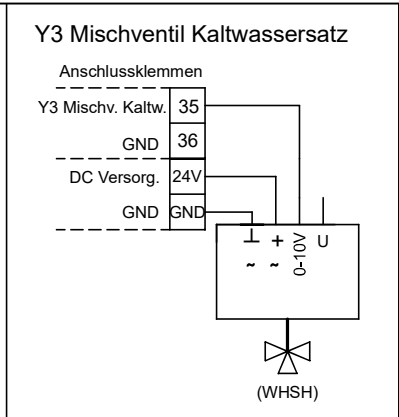 Y3 Mischventil Kaltwassersatz
Anschlussklemmen
Y3 Mischv. Kaltw. 35
GND 36
DC Versorg. 24V
GND GND
⊥ + 0-10V U
~ ~
(WHSH)